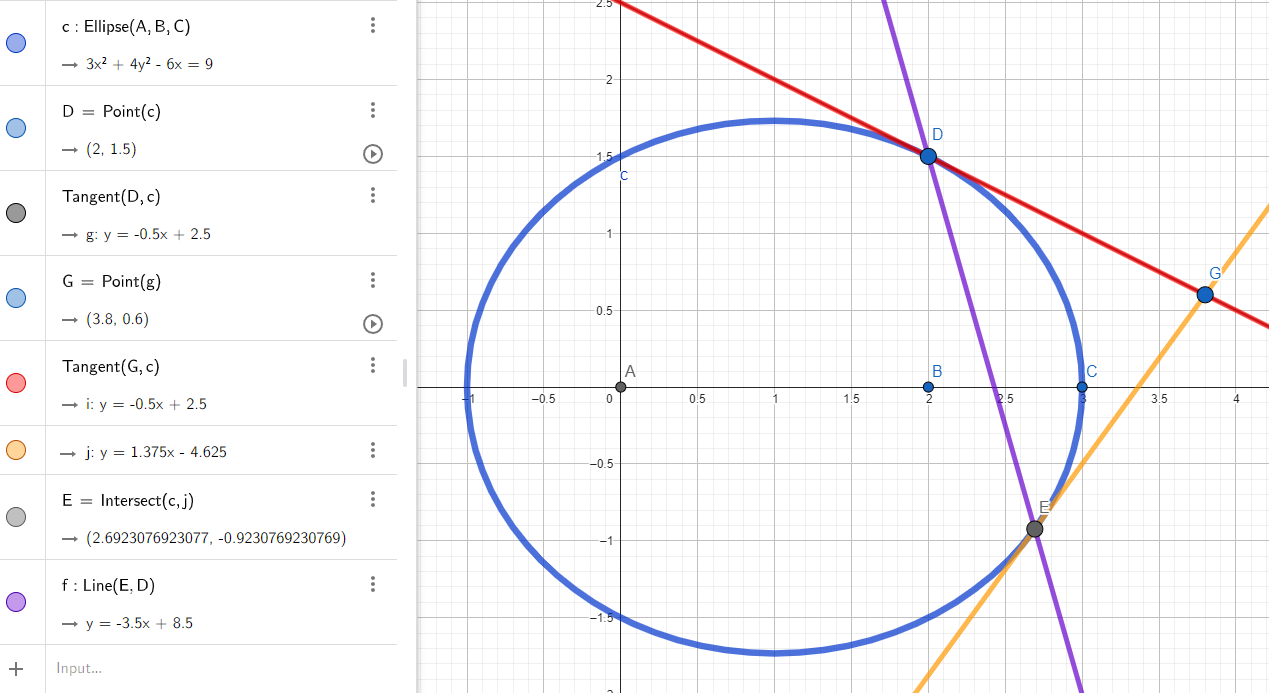 c : Ellipse(A, B, C)
→ 3x² + 4y² - 6x = 9
D = Point(c)
→ (2, 1.5)
Tangent(D, c)
→ g: y = -0.5x + 2.5
G = Point(g)
→ (3.8, 0.6)
Tangent(G, c)
→ i: y = -0.5x + 2.5
→ j: y = 1.375x - 4.625
E = Intersect(c, j)
→ (2.6923076923077, -0.9230769230769)
f : Line(E, D)
→ y = -3.5x + 8.5
+ Input...
2.5
2
D
1.5
c
1
G
0.5
A
B
C
−1
−0.5
0
0.5
1
1.5
2
2.5
3
3.5
4
−0.5
E
−1
−1.5